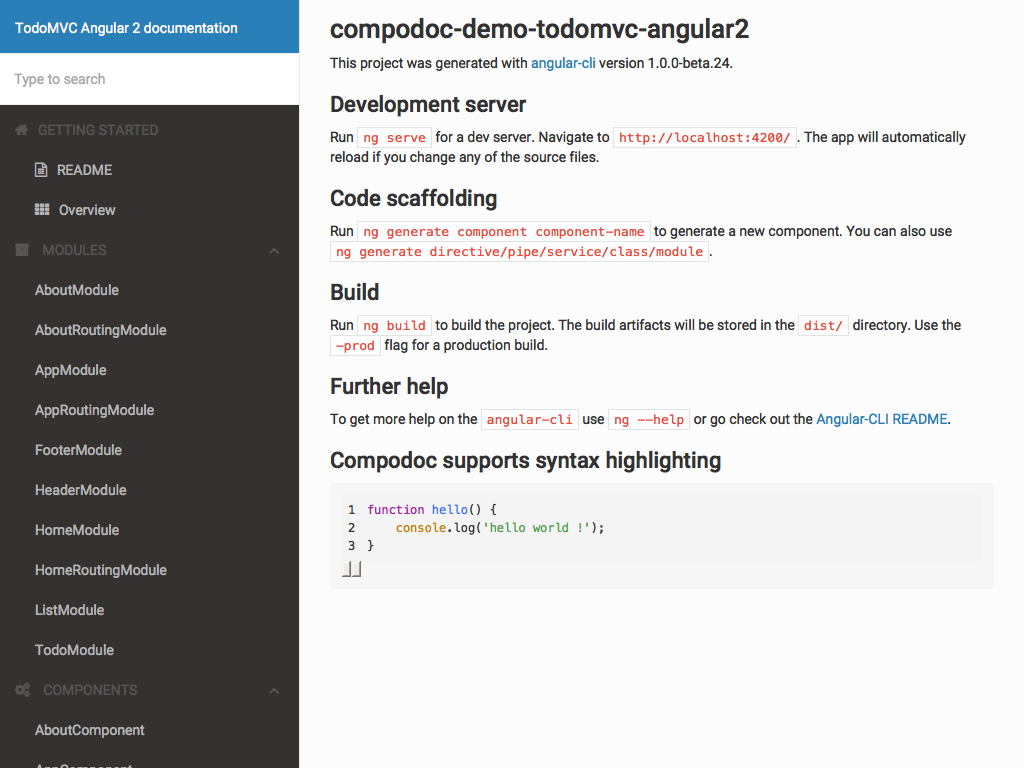 TodoMVC Angular 2 documentation
Type to search
GETTING STARTED
README
Overview
MODULES
AboutModule
AboutRoutingModule
AppModule
AppRoutingModule
FooterModule
HeaderModule
HomeModule
HomeRoutingModule
ListModule
TodoModule
COMPONENTS
AboutComponent
AppComponent
compodoc-demo-todomvc-angular2
This project was generated with angular-cli version 1.0.0-beta.24.
Development server
Run ng serve for a dev server. Navigate to http://localhost:4200/ . The app will automatically
reload if you change any of the source files.
Code scaffolding
Run ng generate component component-name to generate a new component. You can also use
ng generate directive/pipe/service/class/module .
Build
Run ng build to build the project. The build artifacts will be stored in the dist/ directory. Use the
-prod flag for a production build.
Further help
To get more help on the angular-cli use ng --help or go check out the Angular-CLI README.
Compodoc supports syntax highlighting
1 function hello() {
2     console.log('hello world !');
3 }